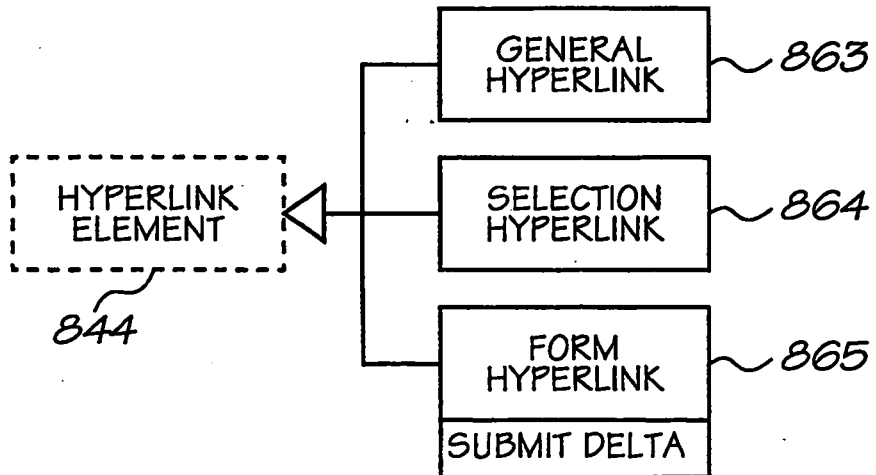 GENERAL
HYPERLINK
863
HYPERLINK
ELEMENT
844
SELECTION
HYPERLINK
864
FORM
HYPERLINK
865
SUBMIT DELTA